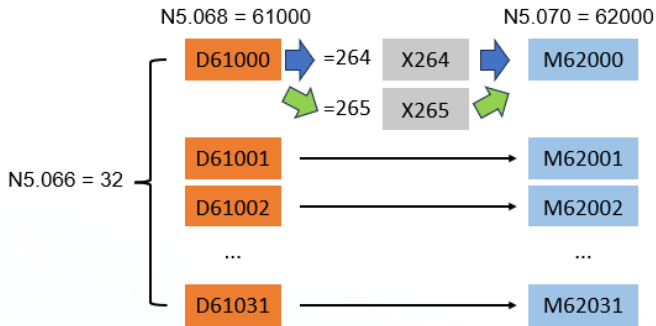 N5.068 = 61000 N5.070 = 62000
D61000 =264 X264 M62000
=265 X265
D61001 M62001
N5.066 = 32
D61002 M62002
... ...
D61031 M62031